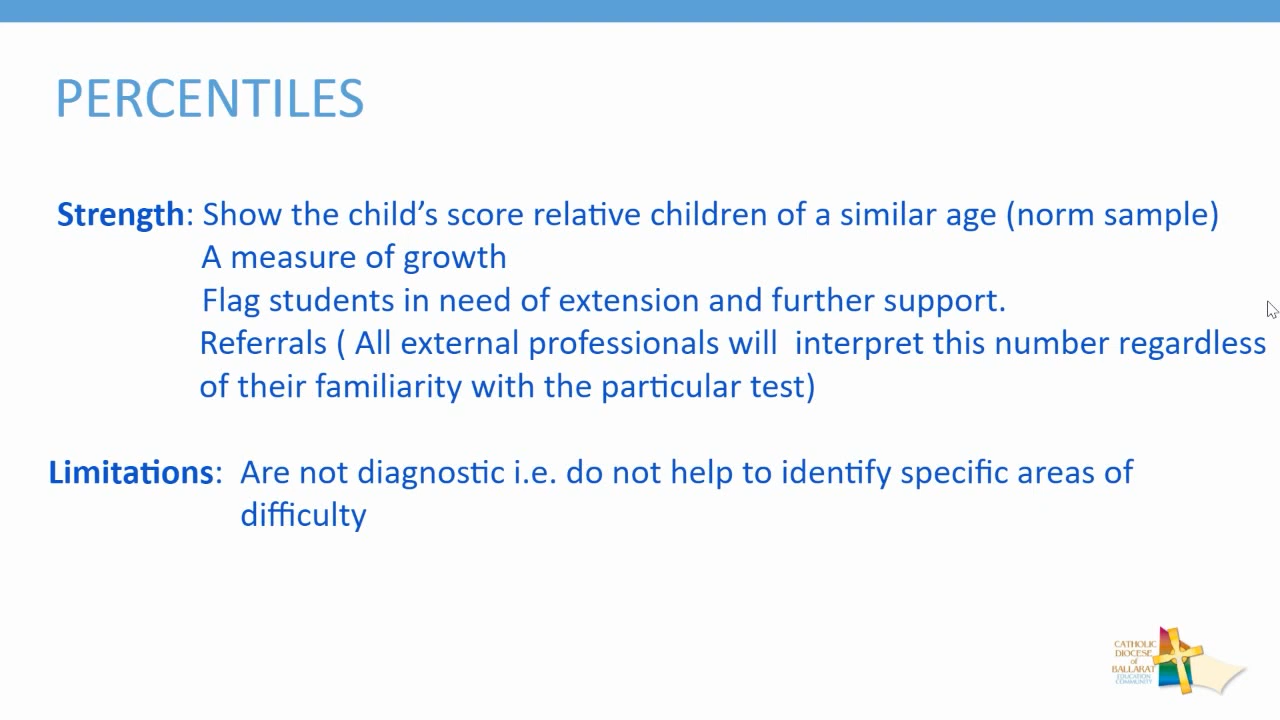 PERCENTILES
Strength: Show the child’s score relative children of a similar age (norm sample)
A measure of growth
Flag students in need of extension and further support.
Referrals ( All external professionals will  interpret this number regardless
of their familiarity with the particular test)
Limitations:  Are not diagnostic i.e. do not help to identify specific areas of
difficulty
CATHOLIC
DIOCESE
of
BALLARAT
EDUCATION
COMMUNITY